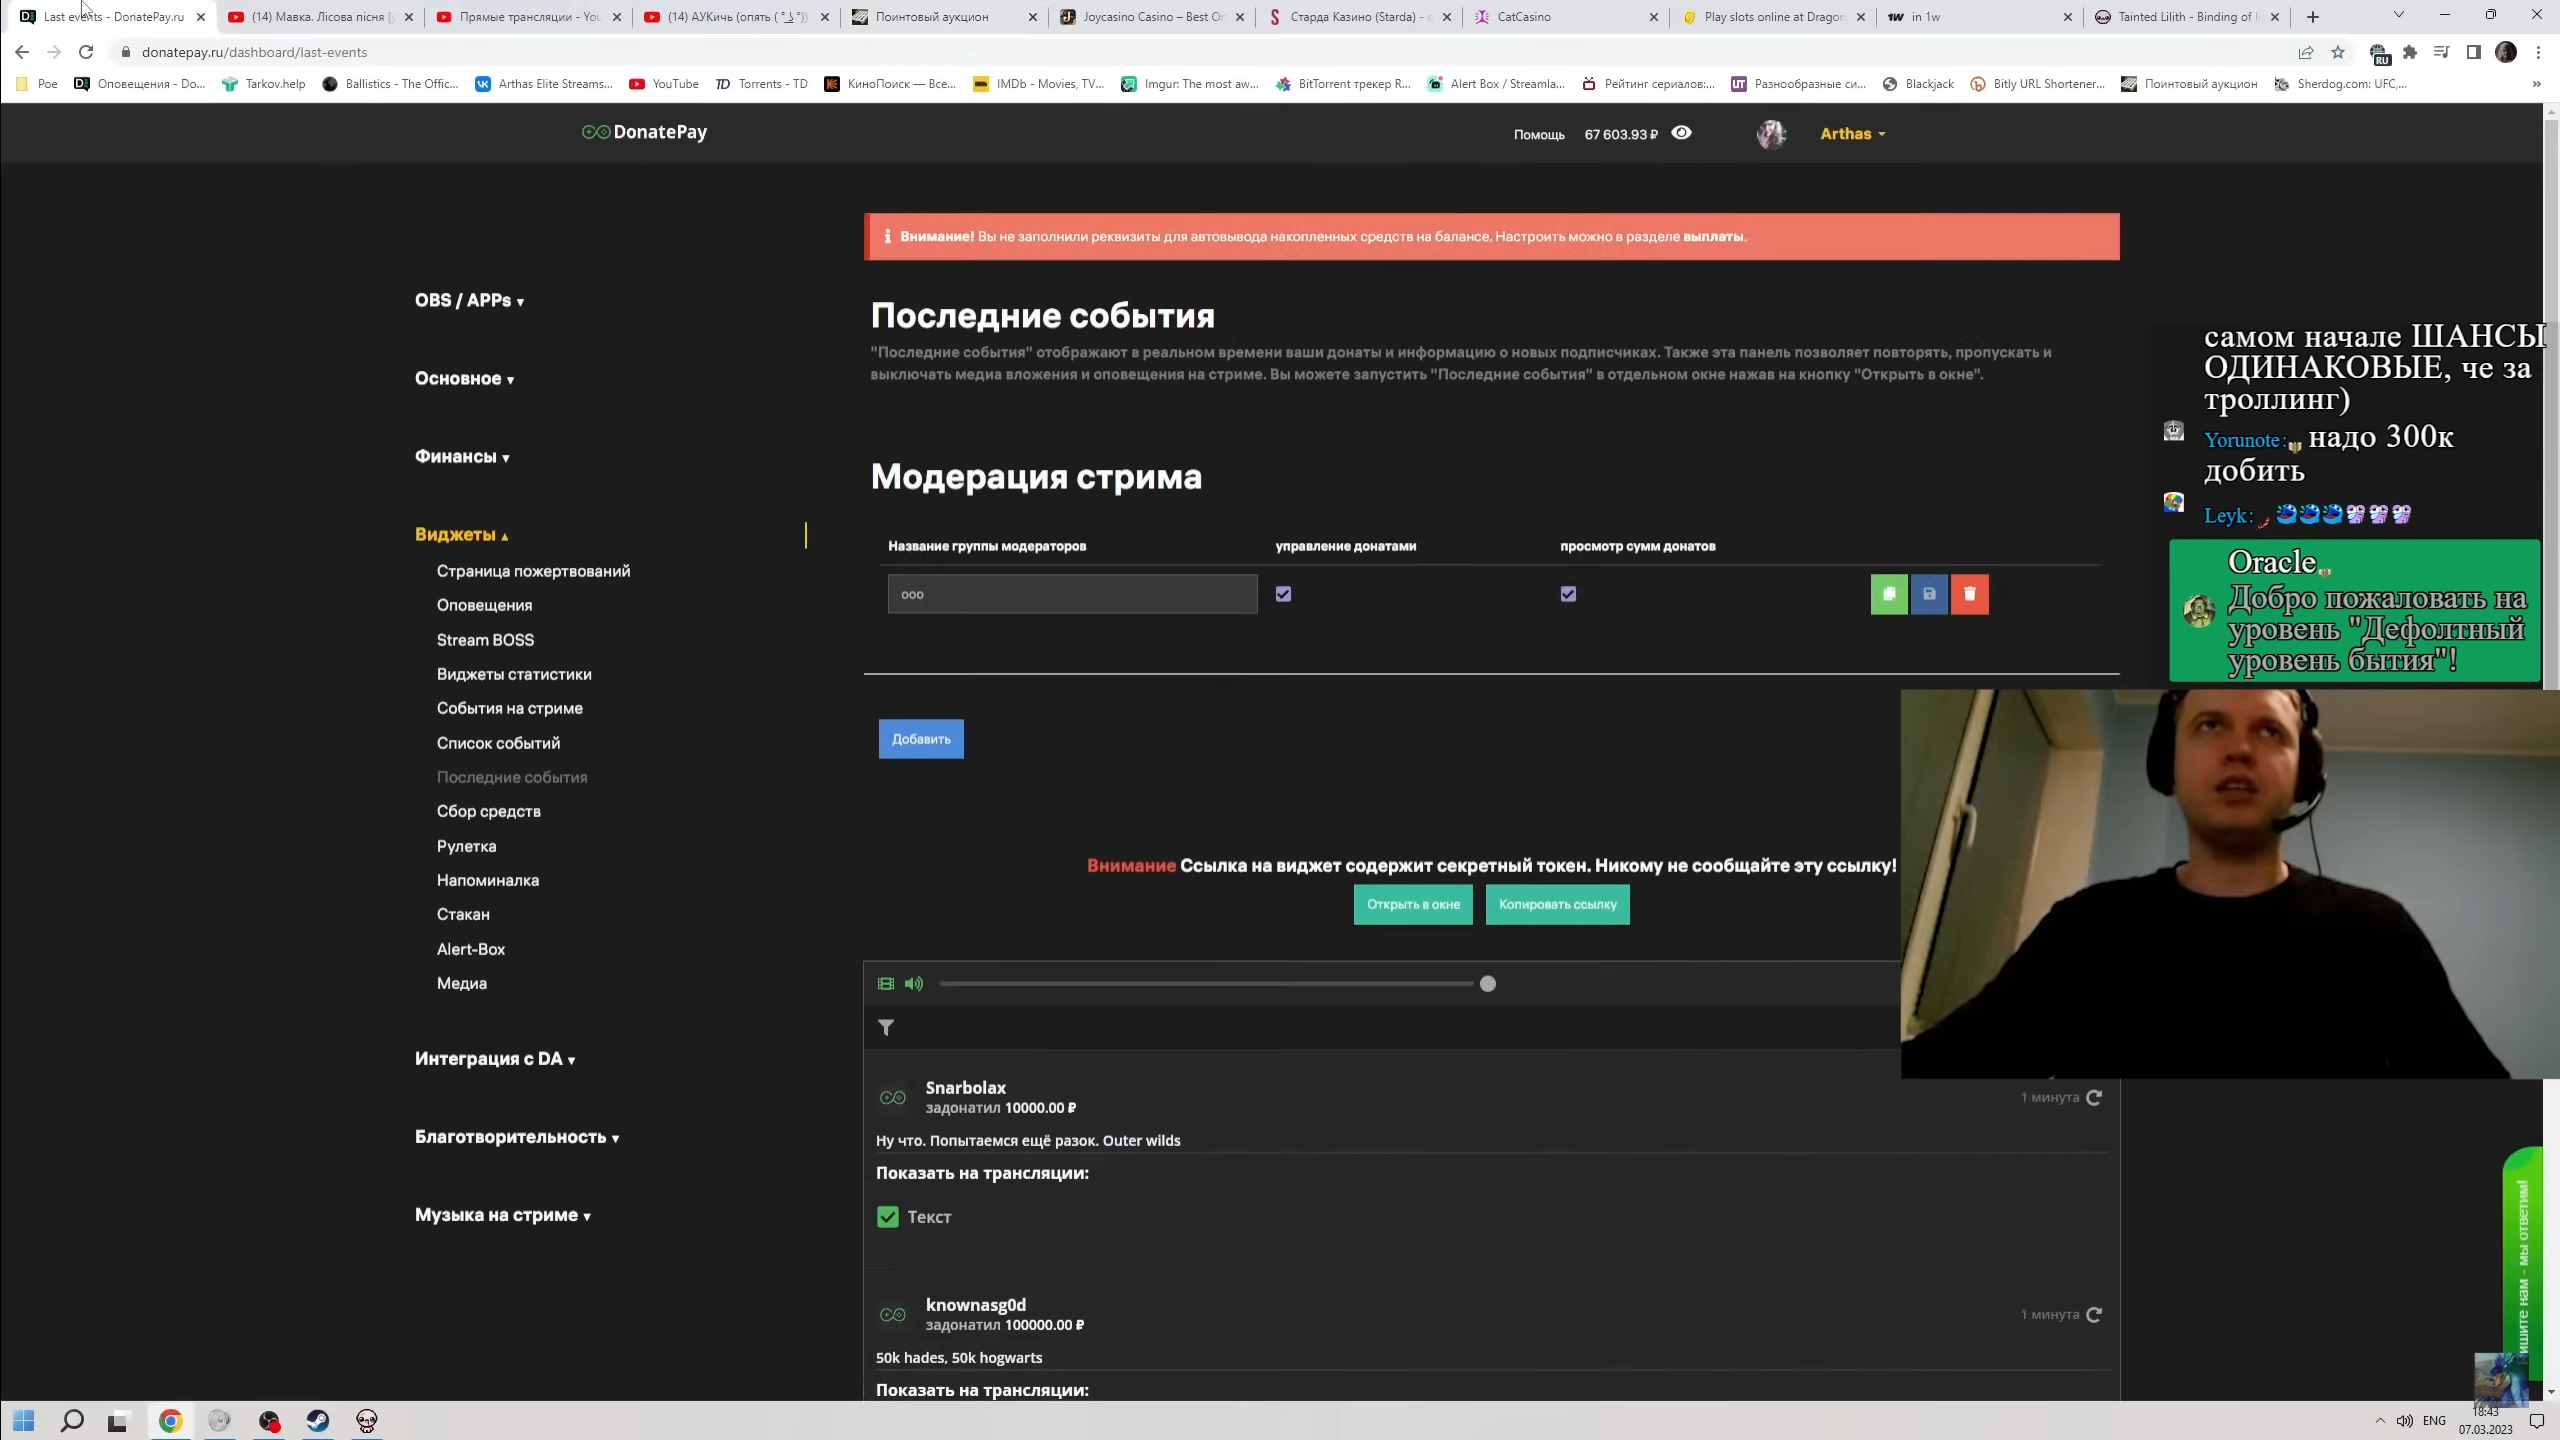 Last events - DonatePay.ru
(14) Мавка. Лісова пісня [
Прямые трансляции - You
(14) АУКичь (опять ( ͡° ͜ʖ ͡°))
Поинтовый аукцион
Joycasino Casino – Best On
Старда Казино (Starda) -
CatCasino
Play slots online at Dragon
1w in 1w
Tainted Lilith - Binding of I
donatepay.ru/dashboard/last-events
RU
Poe
Оповещения - Do...
Tarkov.help
Ballistics - The Offic...
Arthas Elite Streams...
YouTube
TD Torrents - TD
КиноПоиск — Все...
IMDb - Movies, TV...
Imgur: The most aw...
BitTorrent трекер R...
Alert Box / Streamla...
Рейтинг сериалов:...
Разнообразные си...
Blackjack
Bitly URL Shortener...
Поинтовый аукцион
Sherdog.com: UFC,...
»
DonatePay
Помощь
67 603.93 ₽
Arthas
Внимание! Вы не заполнили реквизиты для автовывода накопленных средств на балансе. Настроить можно в разделе выплаты.
OBS / APPs
Основное
Финансы
Виджеты
Страница пожертвований
Оповещения
Stream BOSS
Виджеты статистики
События на стриме
Список событий
Последние события
Сбор средств
Рулетка
Напоминалка
Стакан
Alert-Box
Медиа
Интеграция с DA
Благотворительность
Музыка на стриме
Последние события
"Последние события" отображают в реальном времени ваши донаты и информацию о новых подписчиках. Также эта панель позволяет повторять, пропускать и
выключать медиа вложения и оповещения на стриме. Вы можете запустить "Последние события" в отдельном окне нажав на кнопку "Открыть в окне".
Модерация стрима
Название группы модераторов
управление донатами
просмотр сумм донатов
ооо
Добавить
Внимание Ссылка на виджет содержит секретный токен. Никому не сообщайте эту ссылку!
Открыть в окне
Копировать ссылку
Snarbolax
задонатил 10000.00 ₽
1 минута
Ну что. Попытаемся ещё разок. Outer wilds
Показать на трансляции:
Текст
knownasg0d
задонатил 100000.00 ₽
1 минута
50k hades, 50k hogwarts
Показать на трансляции:
самом начале ШАНСЫ
ОДИНАКОВЫЕ, че за
троллинг)
Yorunote: надо 300к
добить
Leyk:
Oracle
Добро пожаловать на
уровень "Дефолтный
уровень бытия"!
ишите нам - мы ответим!
ENG
18:43
07.03.2023